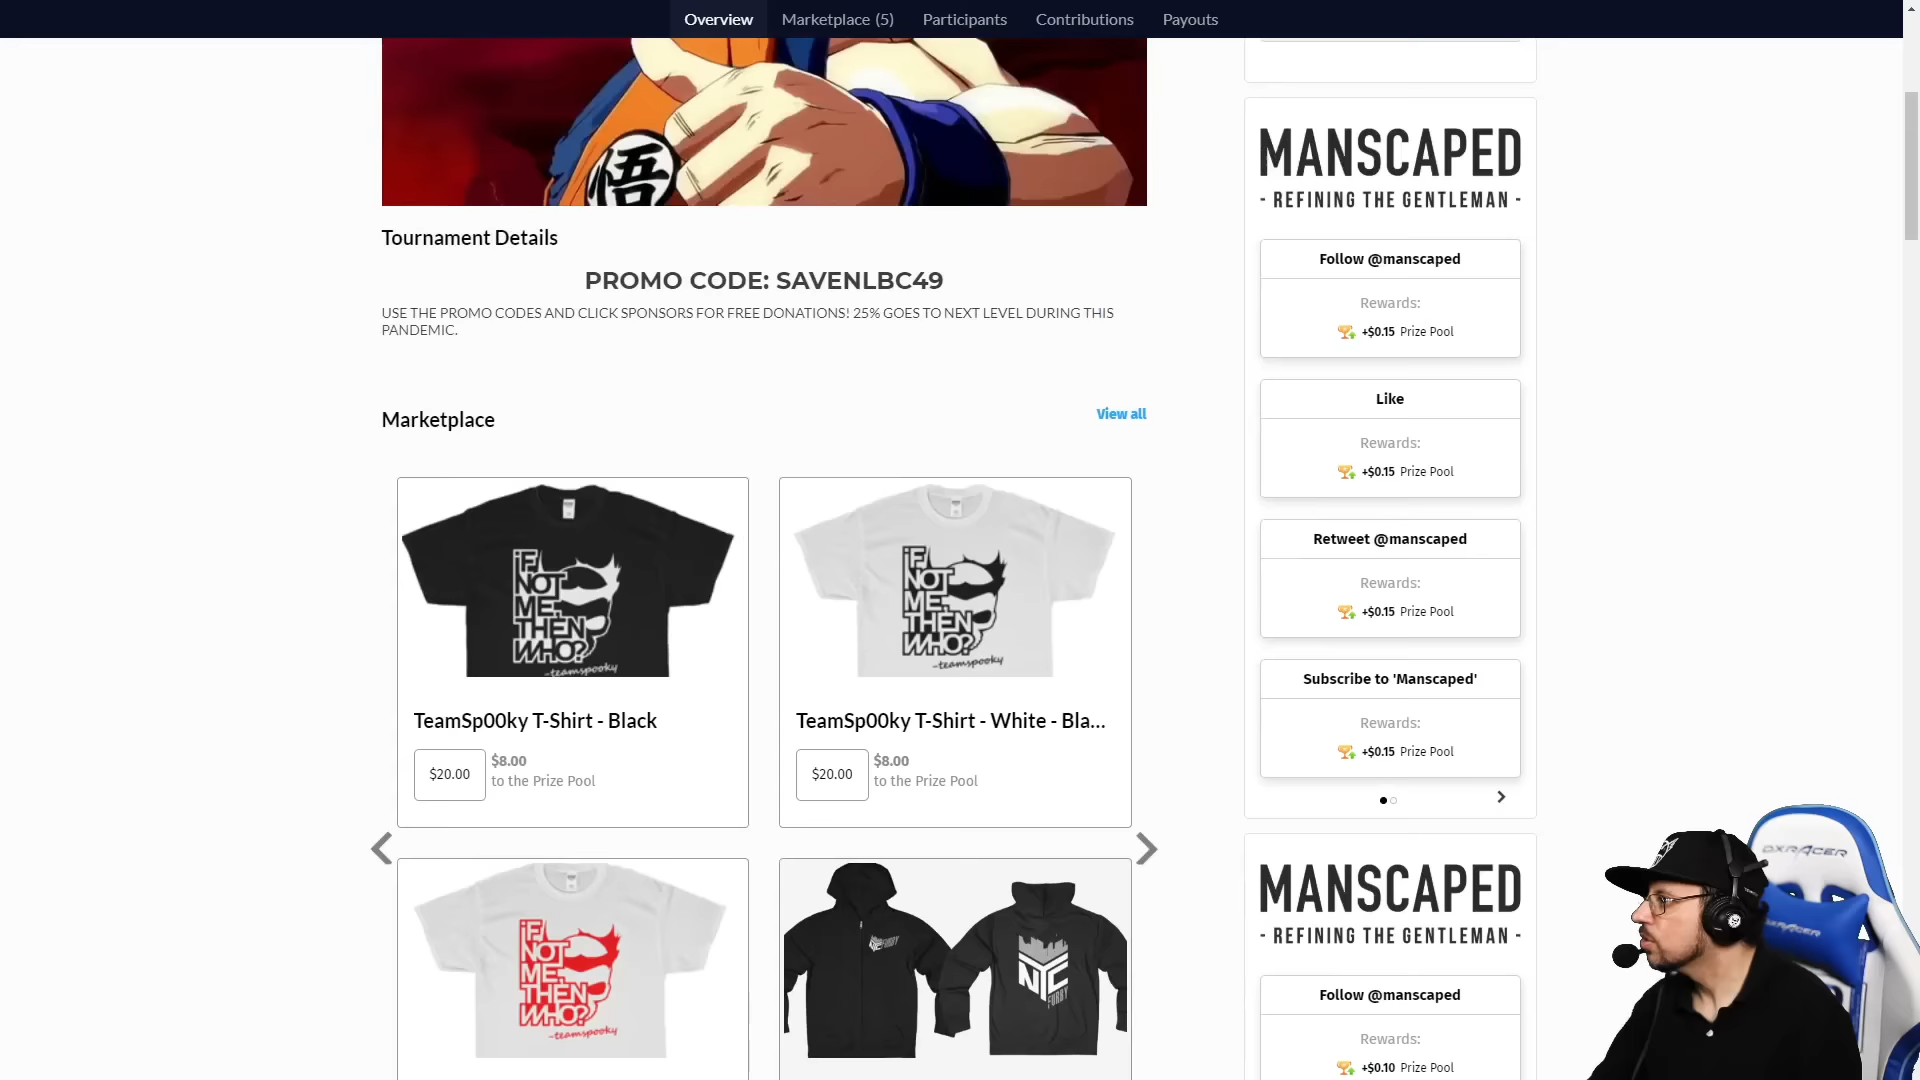 Overview
Marketplace (5)
Participants
Contributions
Payouts
悟
Tournament Details
PROMO CODE: SAVENLBC49
USE THE PROMO CODES AND CLICK SPONSORS FOR FREE DONATIONS! 25% GOES TO NEXT LEVEL DURING THIS
PANDEMIC.
Marketplace
View all
iF
NOT
ME,
THEN
WHO?
-teamspooky
TeamSp00ky T-Shirt - Black
$20.00
$8.00
to the Prize Pool
iF
NOT
ME,
THEN
WHO?
-teamspooky
TeamSp00ky T-Shirt - White - Bla...
$20.00
$8.00
to the Prize Pool
iF
NOT
ME,
THEN
WHO?
-teamspooky
NYC
FURBY
MANSCAPED
- REFINING THE GENTLEMAN -
Follow @manscaped
Rewards:
+$0.15 Prize Pool
Like
Rewards:
+$0.15 Prize Pool
Retweet @manscaped
Rewards:
+$0.15 Prize Pool
Subscribe to 'Manscaped'
Rewards:
+$0.15 Prize Pool
MANSCAPED
- REFINING THE GENTLEMAN -
Follow @manscaped
Rewards:
+$0.10 Prize Pool
DXRACER
DXRACER